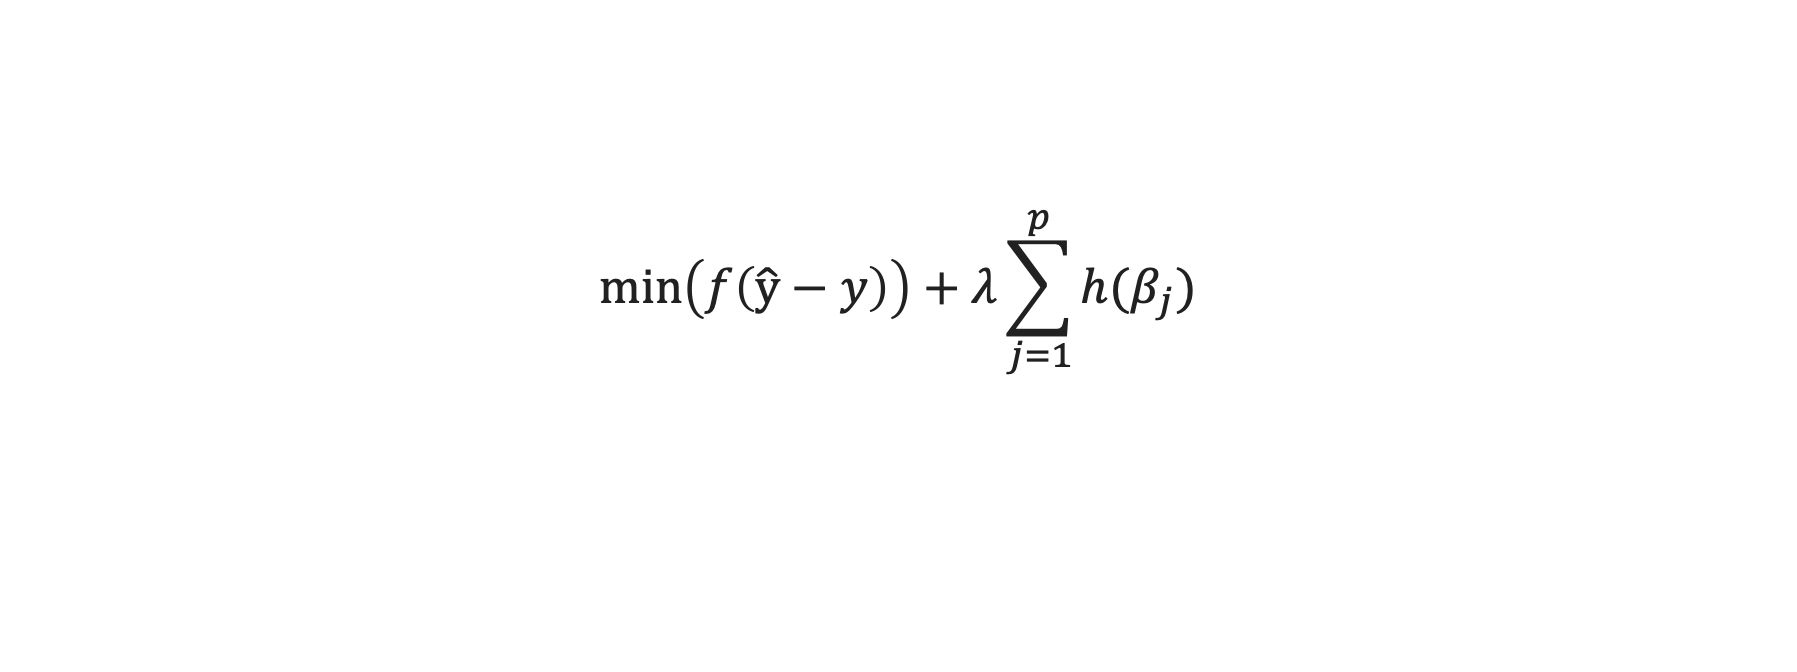 min(f(ŷ − y)) + λ∑_{j=1}^{p} h(β_j)